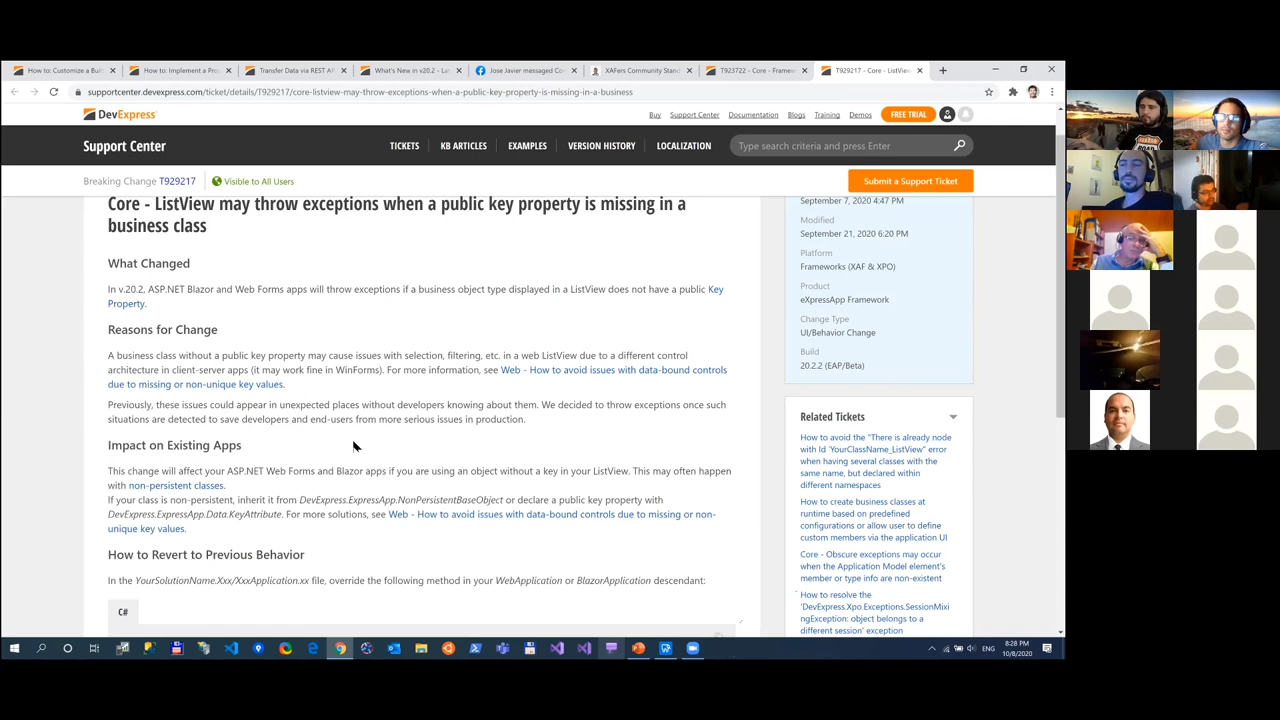 How to: Customize a Buil
How to: Implement a Pro
Transfer Data via REST AP
What's New in v20.2 - La
Jose Javier messaged Co
XAFers Community Stan
T923722 - Core - Framew
T929217 - Core - ListView
supportcenter.devexpress.com/ticket/details/T929217/core-listview-may-throw-exceptions-when-a-public-key-property-is-missing-in-a-business
DevExpress
Buy Support Center Documentation Blogs Training Demos FREE TRIAL
Support Center TICKETS KB ARTICLES EXAMPLES VERSION HISTORY LOCALIZATION Type search criteria and press Enter
Breaking Change T929217 Visible to All Users Submit a Support Ticket
Core - ListView may throw exceptions when a public key property is missing in a
business class
What Changed
In v.20.2, ASP.NET Blazor and Web Forms apps will throw exceptions if a business object type displayed in a ListView does not have a public Key
Property.
Reasons for Change
A business class without a public key property may cause issues with selection, filtering, etc. in a web ListView due to a different control
architecture in client-server apps (it may work fine in WinForms). For more information, see Web - How to avoid issues with data-bound controls
due to missing or non-unique key values.
Previously, these issues could appear in unexpected places without developers knowing about them. We decided to throw exceptions once such
situations are detected to save developers and end-users from more serious issues in production.
Impact on Existing Apps
This change will affect your ASP.NET Web Forms and Blazor apps if you are using an object without a key in your ListView. This may often happen
with non-persistent classes.
If your class is non-persistent, inherit it from DevExpress.ExpressApp.NonPersistentBaseObject or declare a public key property with
DevExpress.ExpressApp.Data.KeyAttribute. For more solutions, see Web - How to avoid issues with data-bound controls due to missing or non-
unique key values.
How to Revert to Previous Behavior
In the YourSolutionName.Xxx/XxxApplication.xx file, override the following method in your WebApplication or BlazorApplication descendant:
C#
September 7, 2020 4:47 PM
Modified
September 21, 2020 6:20 PM
Platform
Frameworks (XAF & XPO)
Product
eXpressApp Framework
Change Type
UI/Behavior Change
Build
20.2.2 (EAP/Beta)
Related Tickets
How to avoid the "There is already node
with Id 'YourClassName_ListView" error
when having several classes with the
same name, but declared within
different namespaces
How to create business classes at
runtime based on predefined
configurations or allow user to define
custom members via the application UI
Core - Obscure exceptions may occur
when the Application Model element's
member or type info are non-existent
How to resolve the
'DevExpress.Xpo.Exceptions.SessionMixi
ngException: object belongs to a
different session' exception
ENG
8:28 PM
10/8/2020